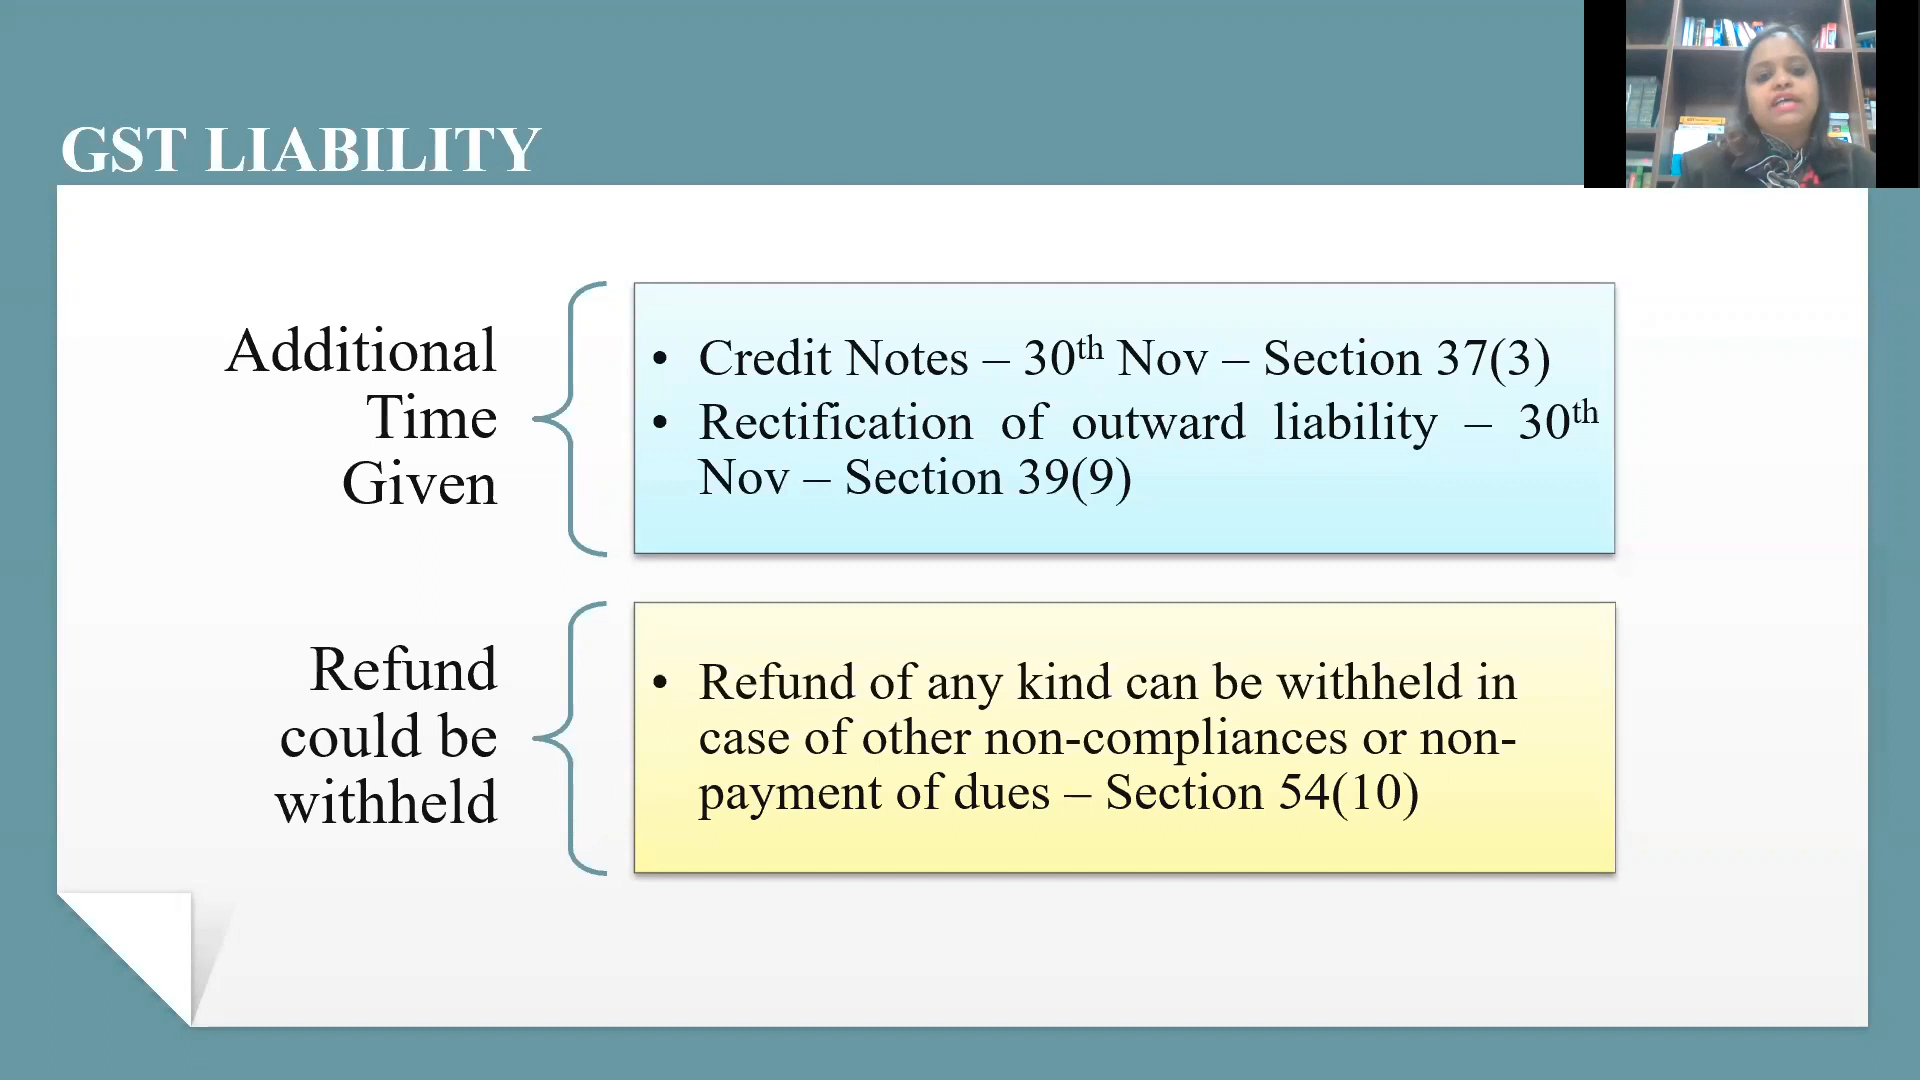 GST LIABILITY
Additional
Time
Given
• Credit Notes – 30th Nov – Section 37(3)
• Rectification of outward liability – 30th
Nov – Section 39(9)
Refund
could be
withheld
• Refund of any kind can be withheld in
case of other non-compliances or non-
payment of dues – Section 54(10)